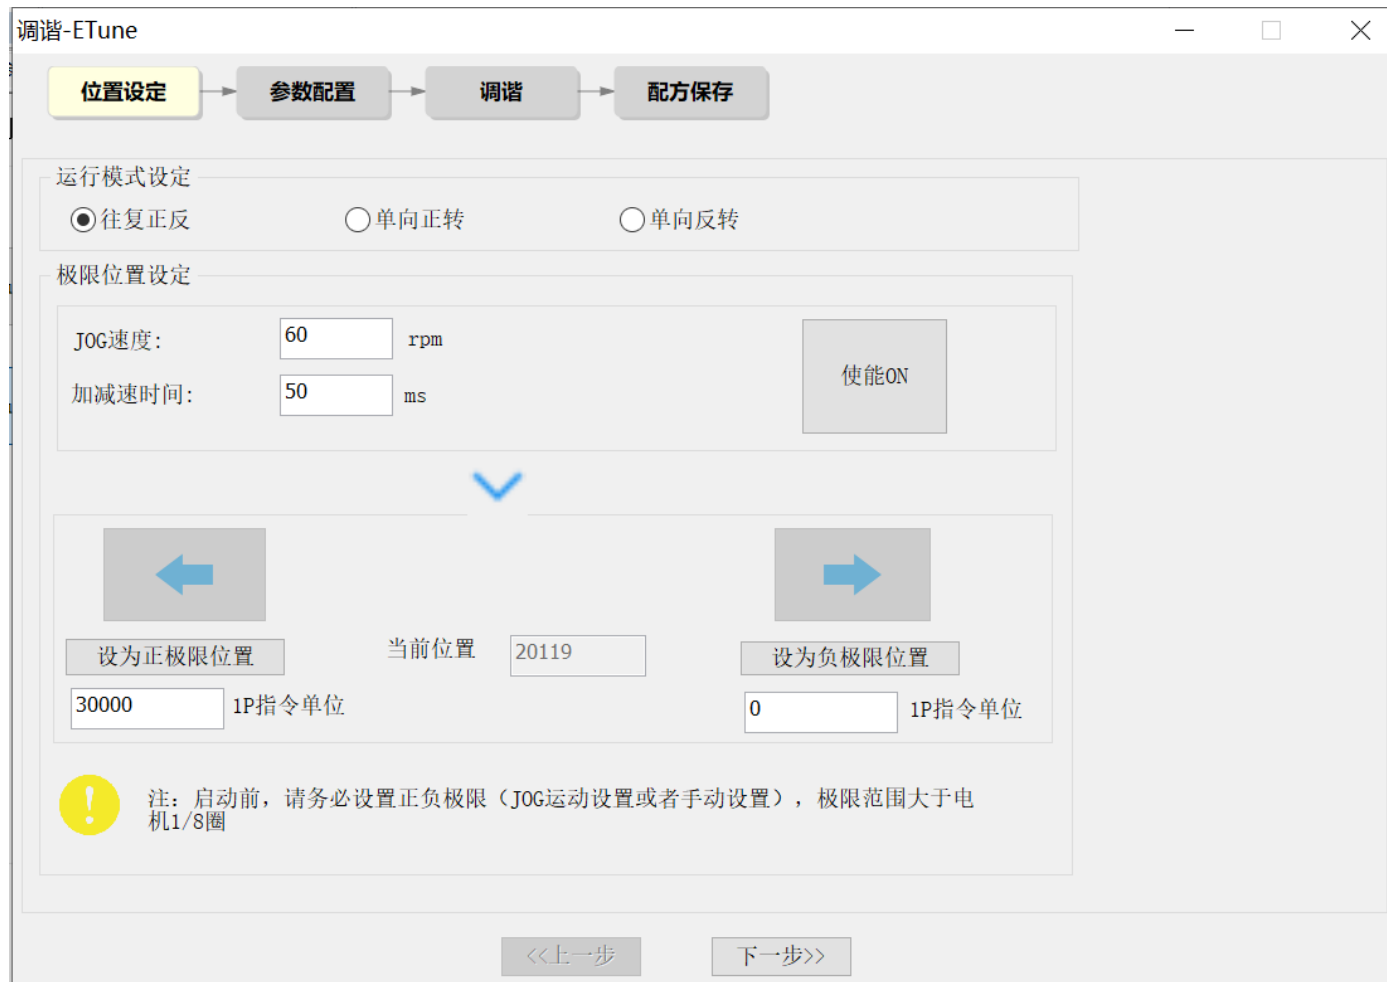 调谐-ETune
位置设定 参数配置 调谐 配方保存
运行模式设定
往复正反 单向正转 单向反转
极限位置设定
JOG速度: 60 rpm
使能ON
加减速时间: 50 ms
设为正极限位置 当前位置 20119 设为负极限位置
30000 1P指令单位 0 1P指令单位
注：启动前，请务必设置正负极限（JOG运动设置或者手动设置），极限范围大于电
机1/8圈
<<上一步 下一步>>